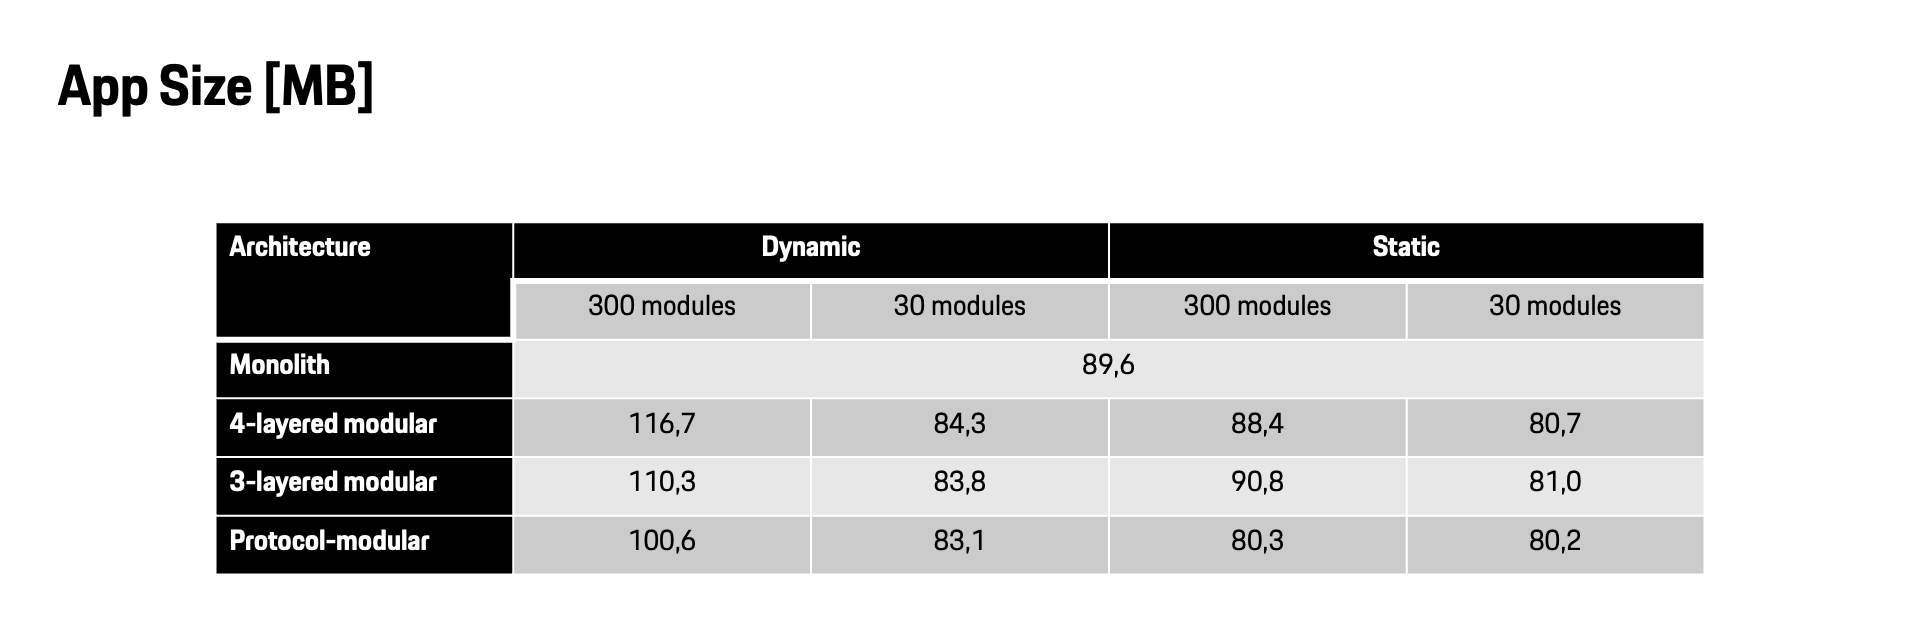 App Size [MB]
Architecture Dynamic Static
300 modules 30 modules 300 modules 30 modules
Monolith 89,6
4-layered modular 116,7 84,3 88,4 80,7
3-layered modular 110,3 83,8 90,8 81,0
Protocol-modular 100,6 83,1 80,3 80,2